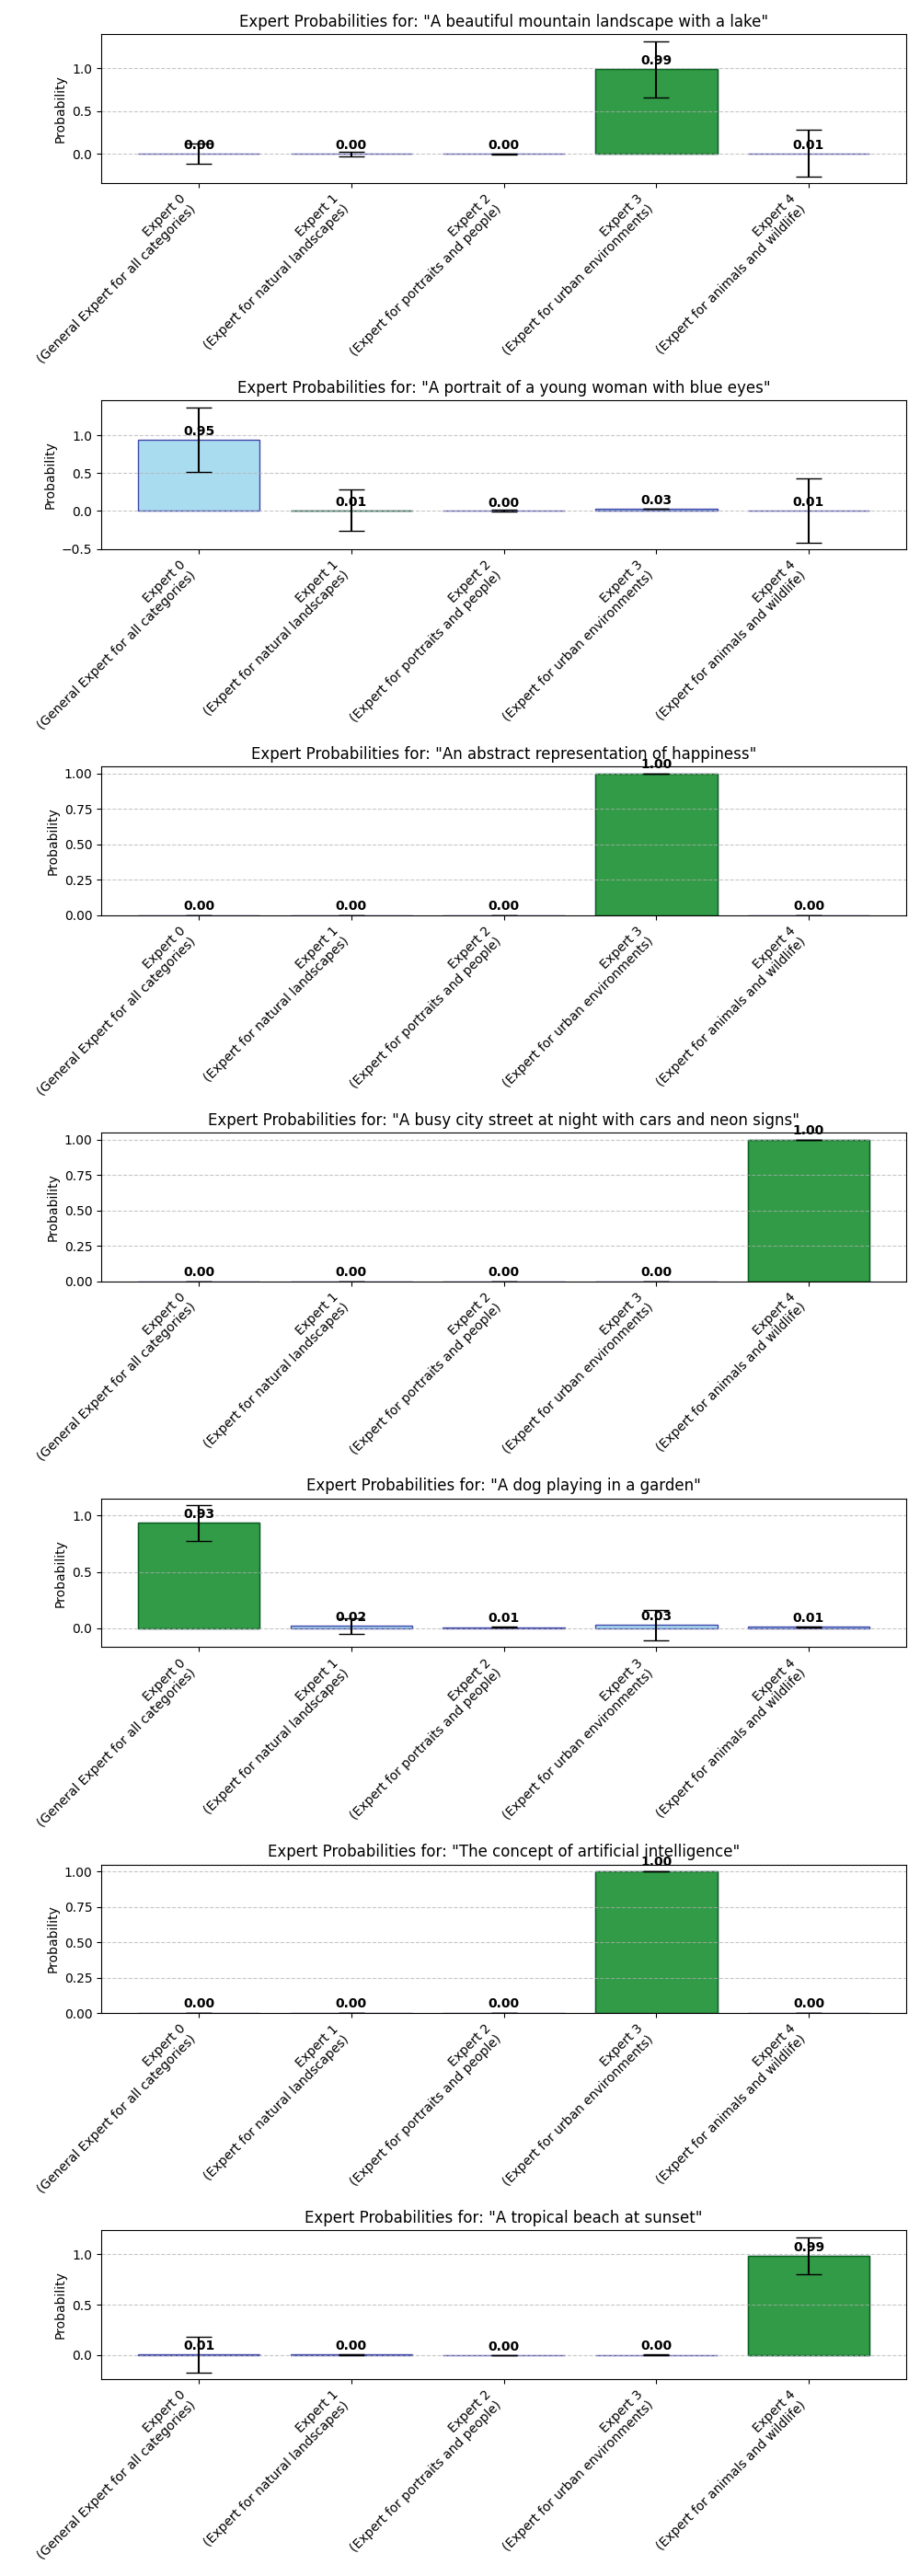 Expert Probabilities for: "A beautiful mountain landscape with a lake"
Probability
1.0
0.5
0.0
0.00
0.00
0.00
0.99
0.01
Expert 0
(General Expert for all categories)
Expert 1
(Expert for natural landscapes)
Expert 2
(Expert for portraits and people)
Expert 3
(Expert for urban environments)
Expert 4
(Expert for animals and wildlife)
Expert Probabilities for: "A portrait of a young woman with blue eyes"
Probability
1.0
0.5
0.0
−0.5
0.95
0.01
0.00
0.03
0.01
Expert 0
(General Expert for all categories)
Expert 1
(Expert for natural landscapes)
Expert 2
(Expert for portraits and people)
Expert 3
(Expert for urban environments)
Expert 4
(Expert for animals and wildlife)
Expert Probabilities for: "An abstract representation of happiness"
Probability
1.00
0.75
0.50
0.25
0.00
0.00
0.00
0.00
1.00
0.00
Expert 0
(General Expert for all categories)
Expert 1
(Expert for natural landscapes)
Expert 2
(Expert for portraits and people)
Expert 3
(Expert for urban environments)
Expert 4
(Expert for animals and wildlife)
Expert Probabilities for: "A busy city street at night with cars and neon signs"
Probability
1.00
0.75
0.50
0.25
0.00
0.00
0.00
0.00
0.00
1.00
Expert 0
(General Expert for all categories)
Expert 1
(Expert for natural landscapes)
Expert 2
(Expert for portraits and people)
Expert 3
(Expert for urban environments)
Expert 4
(Expert for animals and wildlife)
Expert Probabilities for: "A dog playing in a garden"
Probability
1.0
0.5
0.0
0.93
0.02
0.01
0.03
0.01
Expert 0
(General Expert for all categories)
Expert 1
(Expert for natural landscapes)
Expert 2
(Expert for portraits and people)
Expert 3
(Expert for urban environments)
Expert 4
(Expert for animals and wildlife)
Expert Probabilities for: "The concept of artificial intelligence"
Probability
1.00
0.75
0.50
0.25
0.00
0.00
0.00
0.00
1.00
0.00
Expert 0
(General Expert for all categories)
Expert 1
(Expert for natural landscapes)
Expert 2
(Expert for portraits and people)
Expert 3
(Expert for urban environments)
Expert 4
(Expert for animals and wildlife)
Expert Probabilities for: "A tropical beach at sunset"
Probability
1.0
0.5
0.0
0.01
0.00
0.00
0.00
0.99
Expert 0
(General Expert for all categories)
Expert 1
(Expert for natural landscapes)
Expert 2
(Expert for portraits and people)
Expert 3
(Expert for urban environments)
Expert 4
(Expert for animals and wildlife)